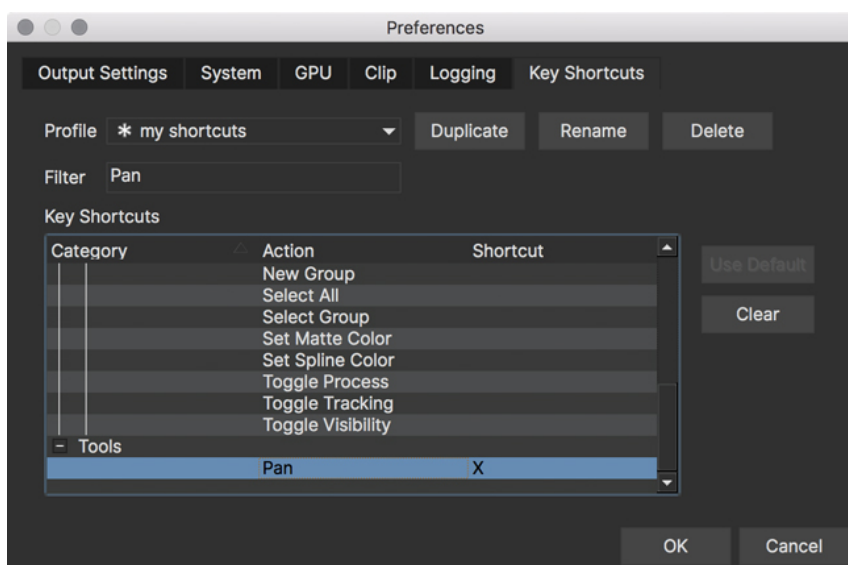 Preferences
Output Settings System GPU Clip Logging Key Shortcuts
Profile * my shortcuts Duplicate Rename Delete
Filter Pan
Key Shortcuts
Category Action Shortcut
New Group
Select All
Select Group
Set Matte Color
Set Spline Color
Toggle Process
Toggle Tracking
Toggle Visibility
Tools
Pan X
Use Default
Clear
OK Cancel